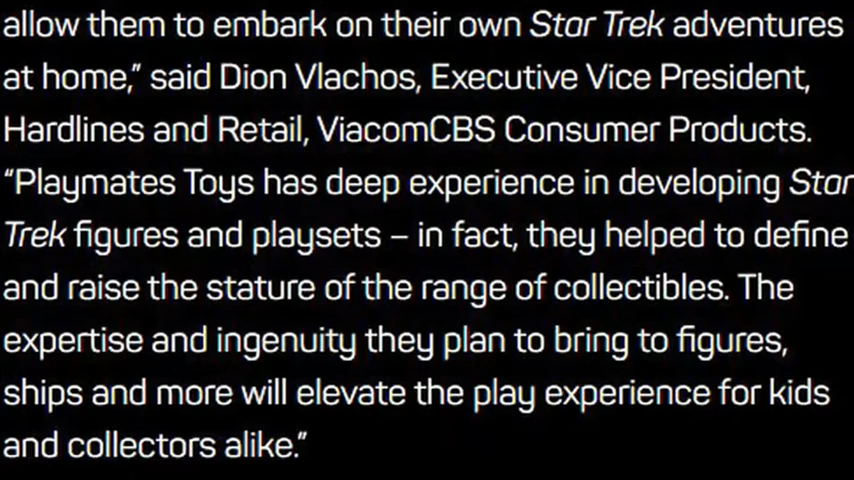 allow them to embark on their own Star Trek adventures
at home,” said Dion Vlachos, Executive Vice President,
Hardlines and Retail, ViacomCBS Consumer Products.
“Playmates Toys has deep experience in developing Star
Trek figures and playsets – in fact, they helped to define
and raise the stature of the range of collectibles. The
expertise and ingenuity they plan to bring to figures,
ships and more will elevate the play experience for kids
and collectors alike.”